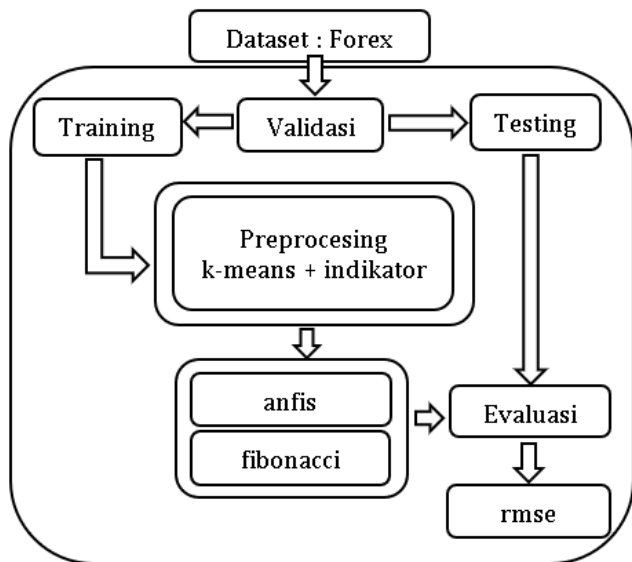 Dataset : Forex
Training
Validasi
Testing
Preprocesing
k-means + indikator
anfis
fibonacci
Evaluasi
rmse